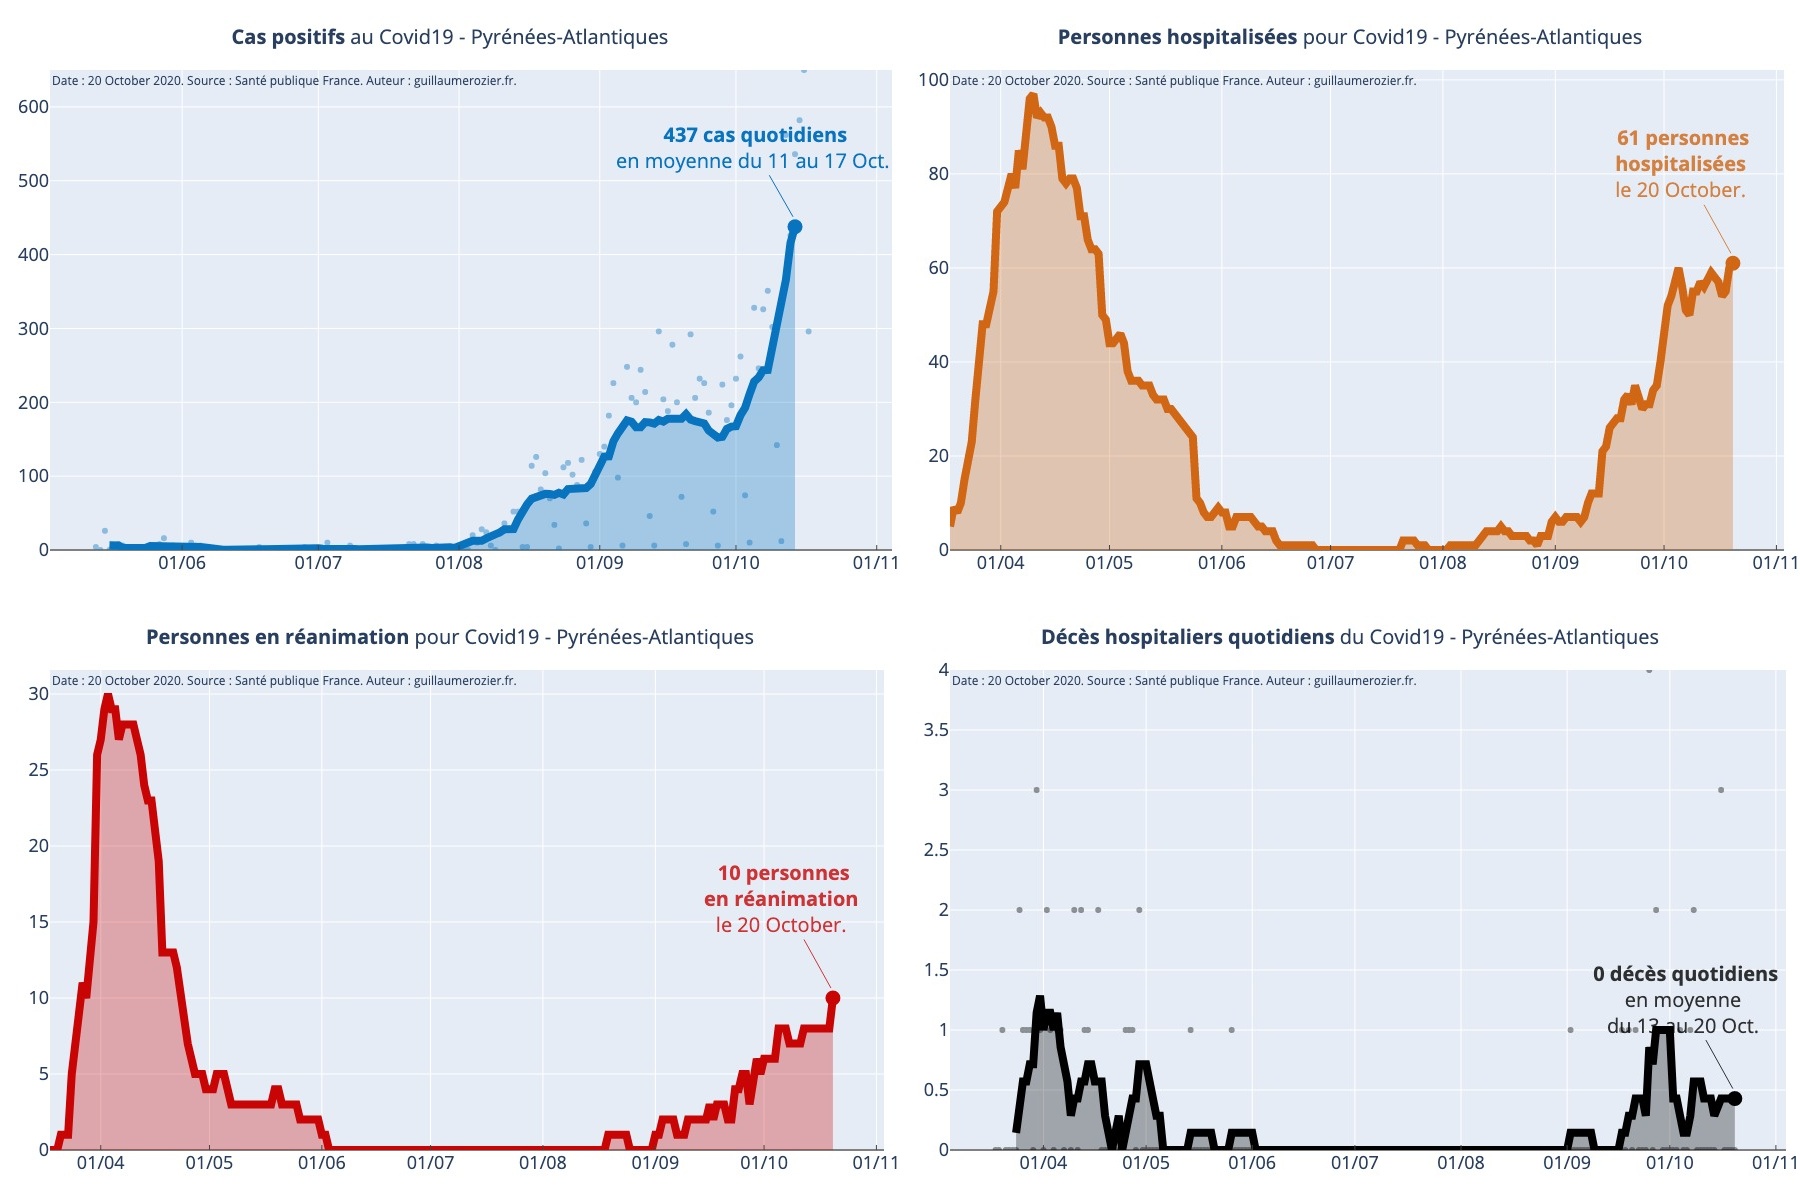 Cas positifs au Covid19 - Pyrénées-Atlantiques
Date : 20 October 2020. Source : Santé publique France. Auteur : guillaumerozier.fr.
600
500
400
300
200
100
0
437 cas quotidiens
en moyenne du 11 au 17 Oct.
01/06 01/07 01/08 01/09 01/10 01/11
Personnes hospitalisées pour Covid19 - Pyrénées-Atlantiques
Date : 20 October 2020. Source : Santé publique France. Auteur : guillaumerozier.fr.
100
80
60
40
20
0
61 personnes
hospitalisées
le 20 October.
01/04 01/05 01/06 01/07 01/08 01/09 01/10 01/11
Personnes en réanimation pour Covid19 - Pyrénées-Atlantiques
Date : 20 October 2020. Source : Santé publique France. Auteur : guillaumerozier.fr.
30
25
20
15
10
5
0
10 personnes
en réanimation
le 20 October.
01/04 01/05 01/06 01/07 01/08 01/09 01/10 01/11
Décès hospitaliers quotidiens du Covid19 - Pyrénées-Atlantiques
Date : 20 October 2020. Source : Santé publique France. Auteur : guillaumerozier.fr.
4
3.5
3
2.5
2
1.5
1
0.5
0
0 décès quotidiens
en moyenne
du 13 au 20 Oct.
01/04 01/05 01/06 01/07 01/08 01/09 01/10 01/11